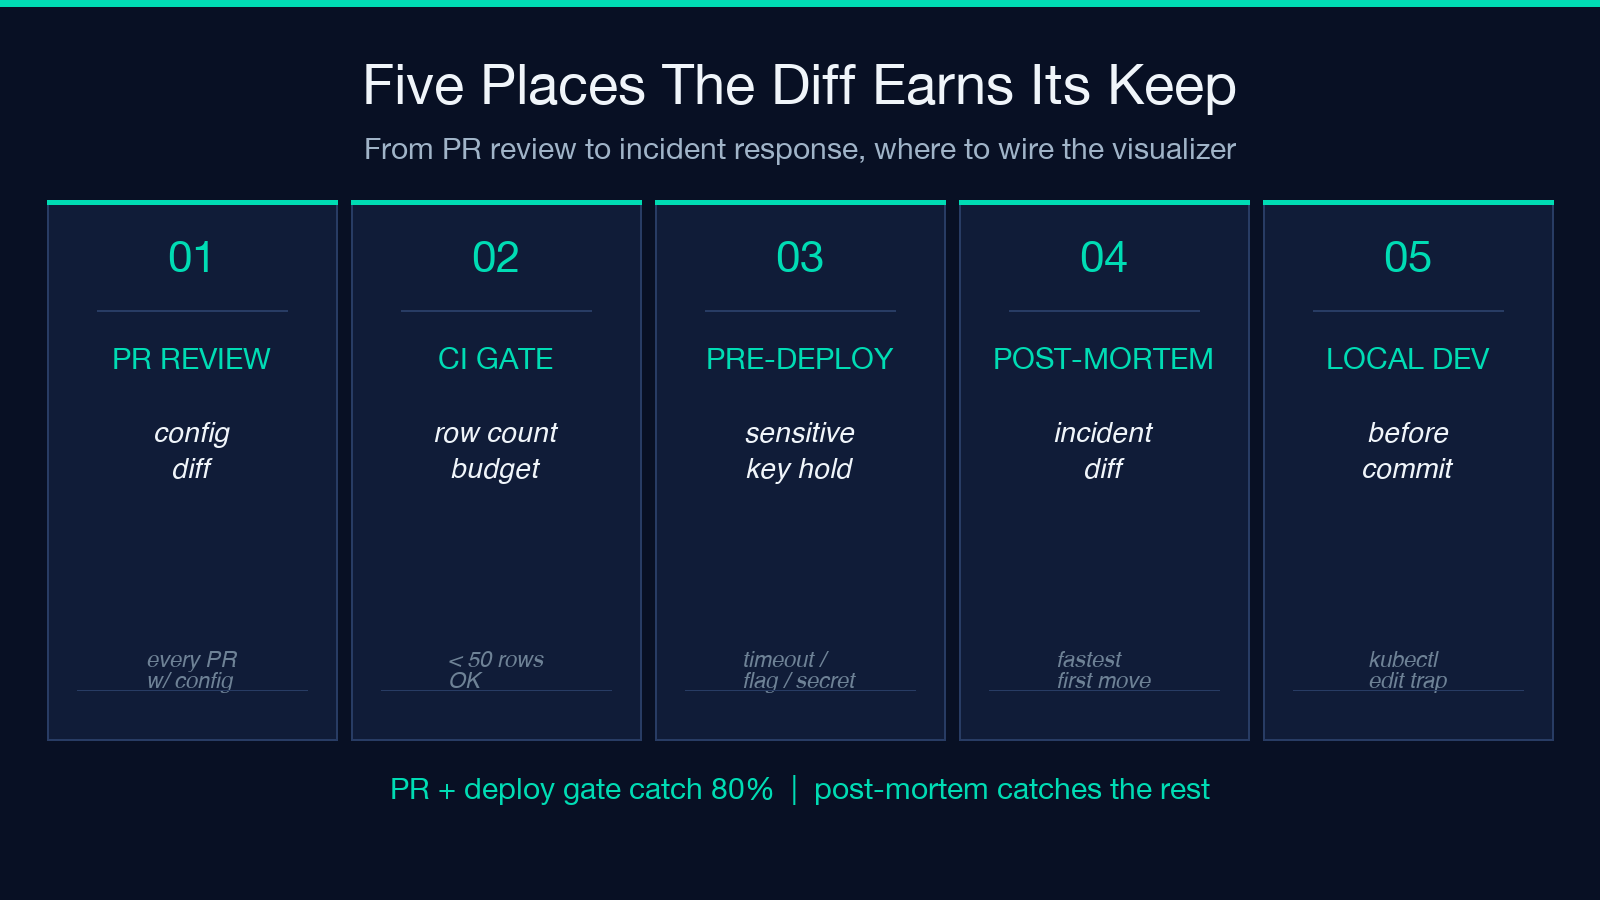 Five Places The Diff Earns Its Keep
From PR review to incident response, where to wire the visualizer
01
PR REVIEW
config
diff
every PR
w/ config
02
CI GATE
row count
budget
< 50 rows
OK
03
PRE-DEPLOY
sensitive
key hold
timeout /
flag / secret
04
POST-MORTEM
incident
diff
fastest
first move
05
LOCAL DEV
before
commit
kubectl
edit trap
PR + deploy gate catch 80% | post-mortem catches the rest